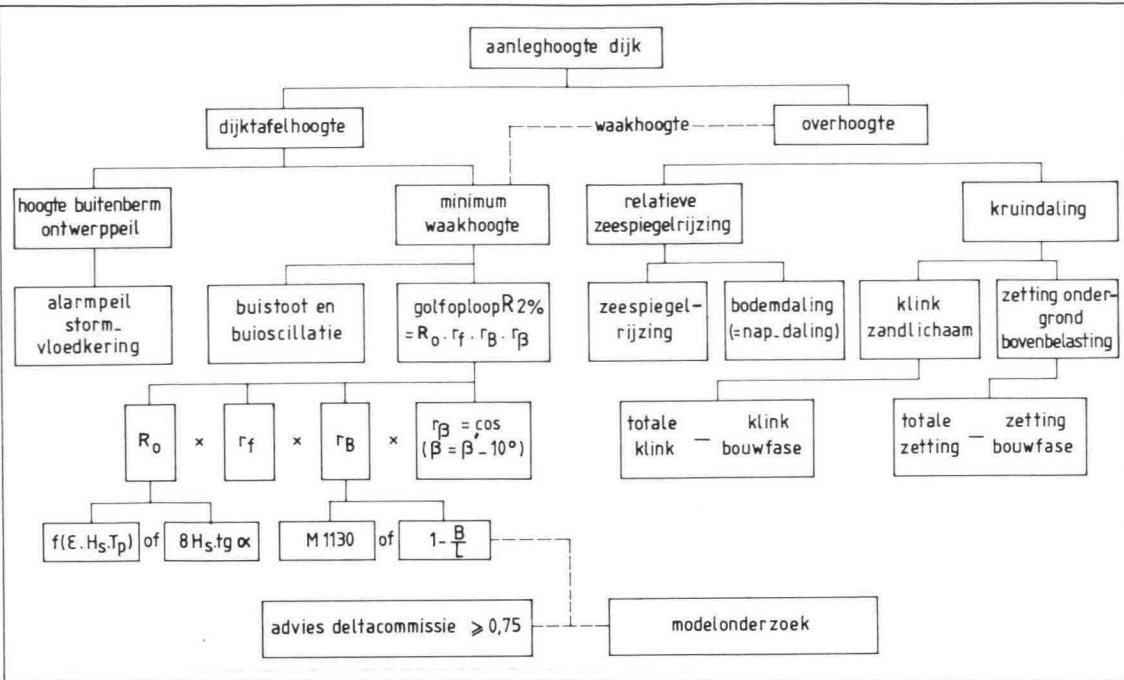 aanleghoogte dijk
dijktafelhoogte
waakhoogte
overhoogte
hoogte buitenberm
ontwerppeil
minimum
waakhoogte
relatieve
zeespiegelrijzing
kruindaling
alarmpeil
storm_
vloedkering
buistoot en
buioscillatie
golfoploop R 2%
= R₀ · r_f · r_B · r_β
zeespiegel-
rijzing
bodemdaling
(=nap_daling)
klink
zandlichaam
zetting onder-
grond
bovenbelasting
R₀ × r_f × r_B × r_β = cos
(β = β'_ 10°)
totale
klink
—
klink
bouwfase
totale
zetting
—
zetting
bouwfase
f(Ɛ.H_s.T_p) of 8H_s.tg α
M 1130 of 1- B/L
advies deltacommissie ⩾ 0,75
modelonderzoek